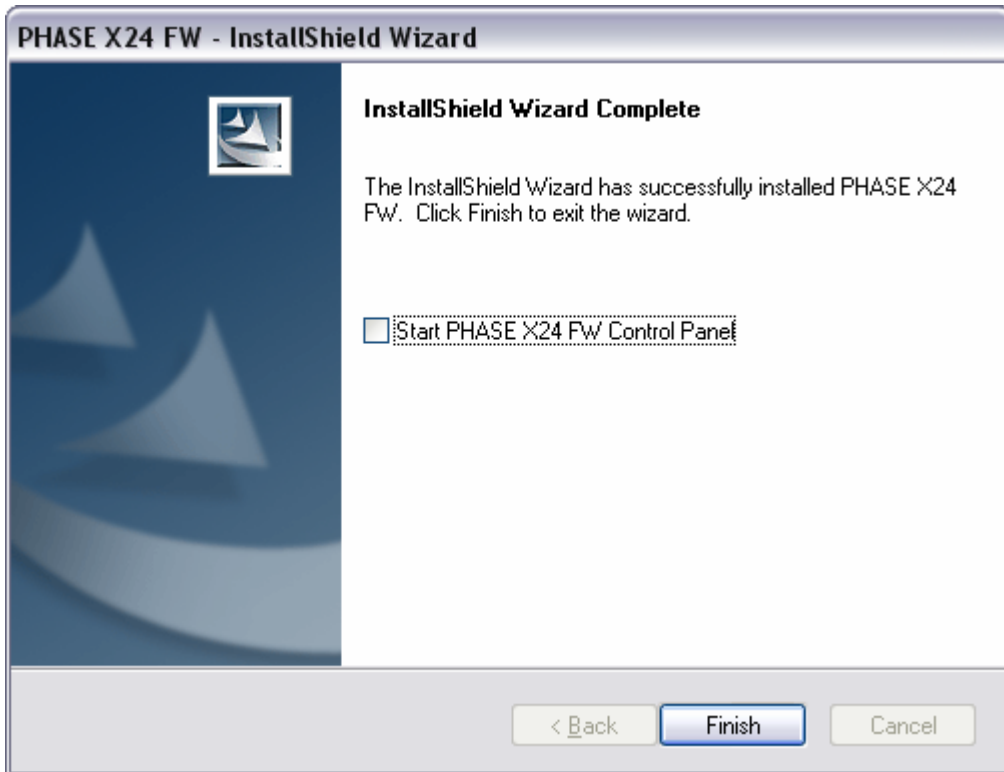 PHASE X24 FW - InstallShield Wizard
InstallShield Wizard Complete
The InstallShield Wizard has successfully installed PHASE X24
FW. Click Finish to exit the wizard.
Start PHASE X24 FW Control Panel
< Back
Finish
Cancel